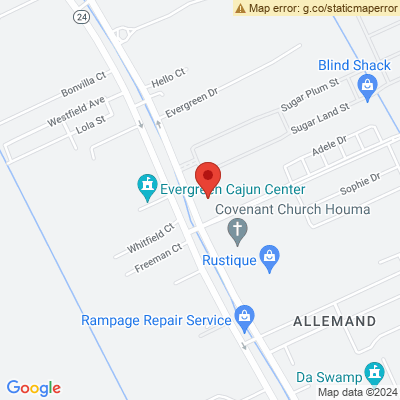 Map error: g.co/staticmaperror
24
Blind Shack
Hello Ct
Bonvilla Ct
Evergreen Dr
Sugar Plum St
Westfield Ave
Sugar Land St
Lola St
Adele Dr
Evergreen Cajun Center
Sophie Dr
Covenant Church Houma
Whitfield Ct
Freeman Ct
Rustique
Rampage Repair Service
ALLEMAND
Da Swamp
Google
Map data ©2024